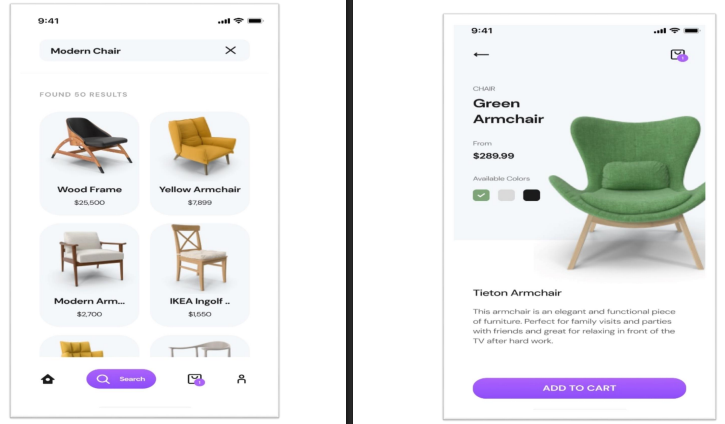 9:41
Modern Chair
FOUND 50 RESULTS
Wood Frame
$25,500
Yellow Armchair
$7,899
Modern Arm...
$2,700
IKEA Ingolf ..
$1,550
Search
1
9:41
1
CHAIR
Green
Armchair
From
$289.99
Available Colors
Tieton Armchair
This armchair is an elegant and functional piece
of furniture. Perfect for family visits and parties
with friends and great for relaxing in front of the
TV after hard work.
ADD TO CART